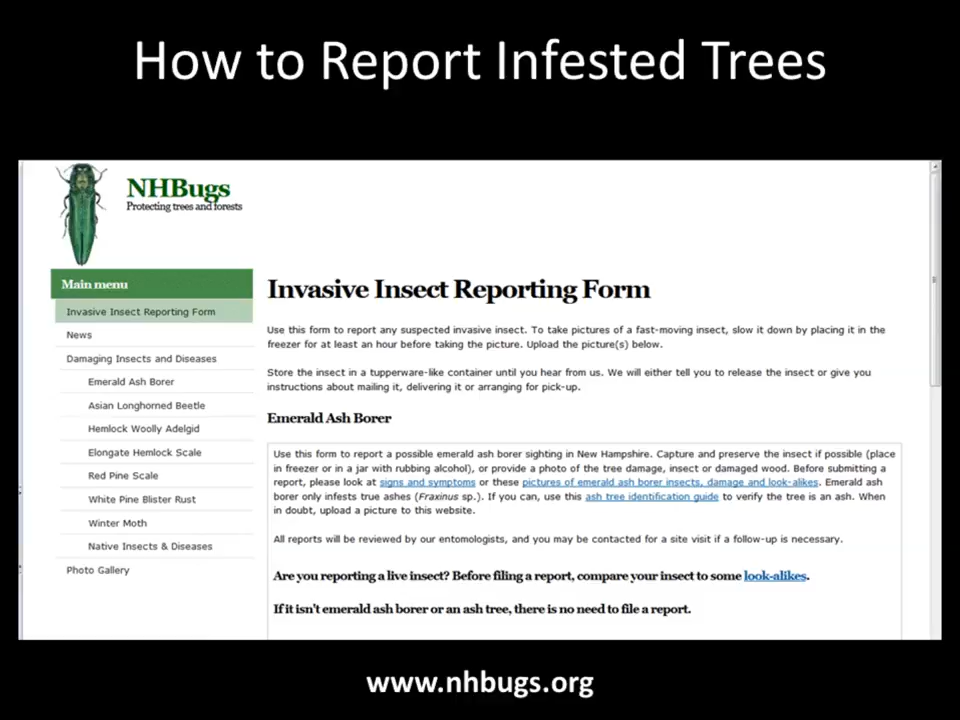 How to Report Infested Trees
NHBugs
Protecting trees and forests
Main menu
Invasive Insect Reporting Form
News
Damaging Insects and Diseases
Emerald Ash Borer
Asian Longhorned Beetle
Hemlock Woolly Adelgid
Elongate Hemlock Scale
Red Pine Scale
White Pine Blister Rust
Winter Moth
Native Insects & Diseases
Photo Gallery
Invasive Insect Reporting Form
Use this form to report any suspected invasive insect. To take pictures of a fast-moving insect, slow it down by placing it in the
freezer for at least an hour before taking the picture. Upload the picture(s) below.
Store the insect in a tupperware-like container until you hear from us. We will either tell you to release the insect or give you
instructions about mailing it, delivering it or arranging for pick-up.
Emerald Ash Borer
Use this form to report a possible emerald ash borer sighting in New Hampshire. Capture and preserve the insect if possible (place
in freezer or in a jar with rubbing alcohol), or provide a photo of the tree damage, insect or damaged wood. Before submitting a
report, please look at signs and symptoms or these pictures of emerald ash borer insects, damage and look-alikes. Emerald ash
borer only infests true ashes (Fraxinus sp.). If you can, use this ash tree identification guide to verify the tree is an ash. When
in doubt, upload a picture to this website.
All reports will be reviewed by our entomologists, and you may be contacted for a site visit if a follow-up is necessary.
Are you reporting a live insect? Before filing a report, compare your insect to some look-alikes.
If it isn't emerald ash borer or an ash tree, there is no need to file a report.
www.nhbugs.org